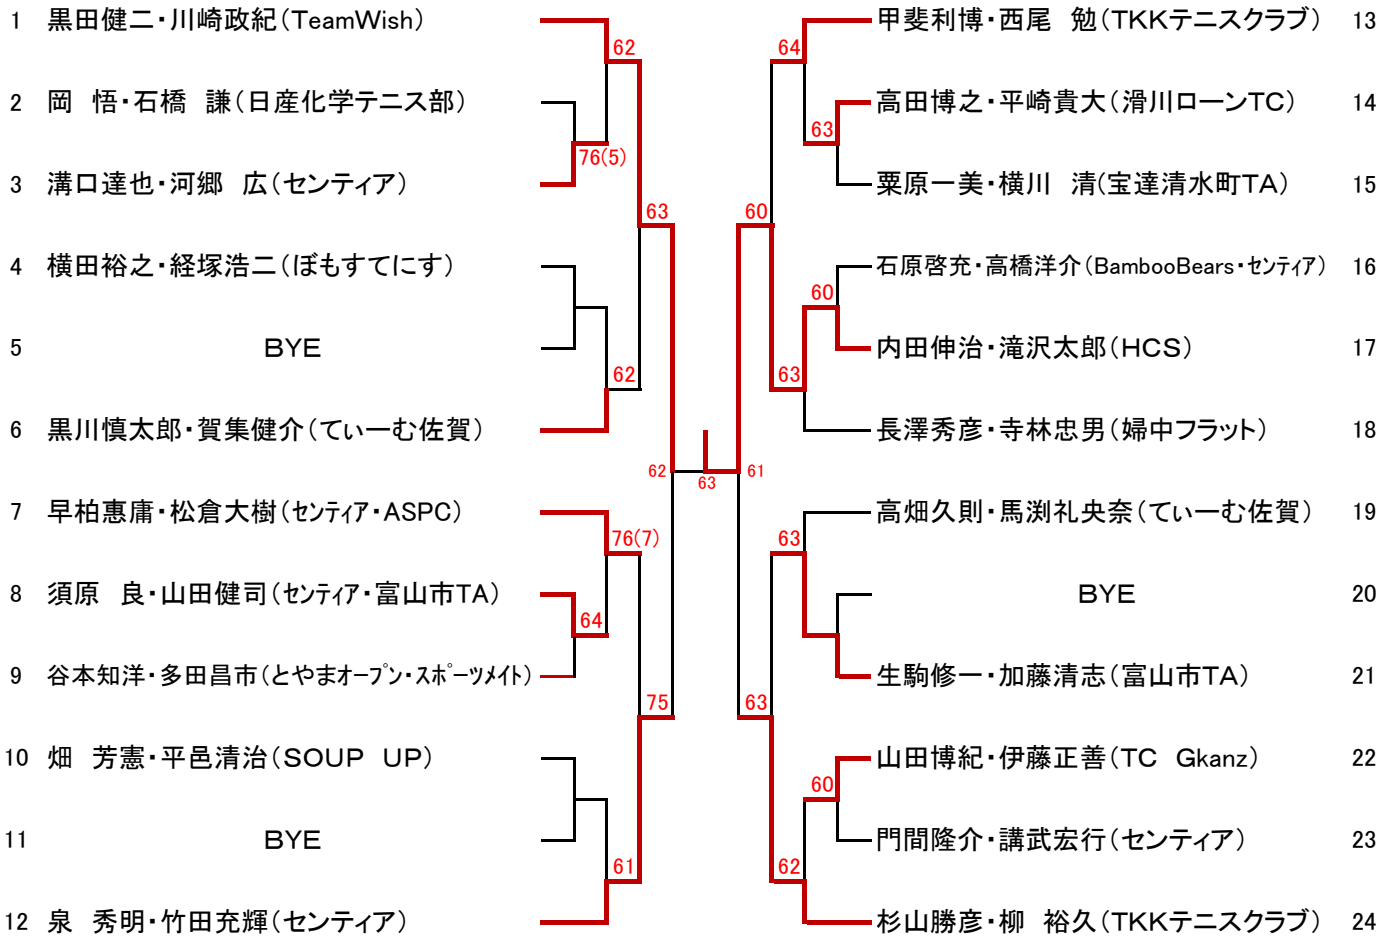 1 黒田健二・川崎政紀(TeamWish)
62
2 岡 悟・石橋 謙(日産化学テニス部)
76(5)
3 溝口達也・河郷 広(センティア)
63
4 横田裕之・経塚浩二(ぽもすてにす)
5 BYE
62
6 黒川慎太郎・賀集健介(てぃーむ佐賀)
62
7 早柏惠庸・松倉大樹(センティア・ASPC)
76(7)
8 須原 良・山田健司(センティア・富山市TA)
64
9 谷本知洋・多田昌市(とやまオープン・スポーツメイト)
75
10 畑 芳憲・平邑清治(SOUP UP)
11 BYE
61
12 泉 秀明・竹田充輝(センティア)
63
甲斐利博・西尾 勉(TKKテニスクラブ) 13
64
高田博之・平崎貴大(滑川ローンTC) 14
63
粟原一美・横川 清(宝達清水町TA) 15
60
石原啓充・高橋洋介(BambooBears・センティア) 16
60
内田伸治・滝沢太郎(HCS) 17
63
長澤秀彦・寺林忠男(婦中フラット) 18
61
高畑久則・馬渕礼央奈(てぃーむ佐賀) 19
63
BYE 20
生駒修一・加藤清志(富山市TA) 21
63
山田博紀・伊藤正善(TC Gkanz) 22
60
門間隆介・講武宏行(センティア) 23
62
杉山勝彦・柳 裕久(TKKテニスクラブ) 24